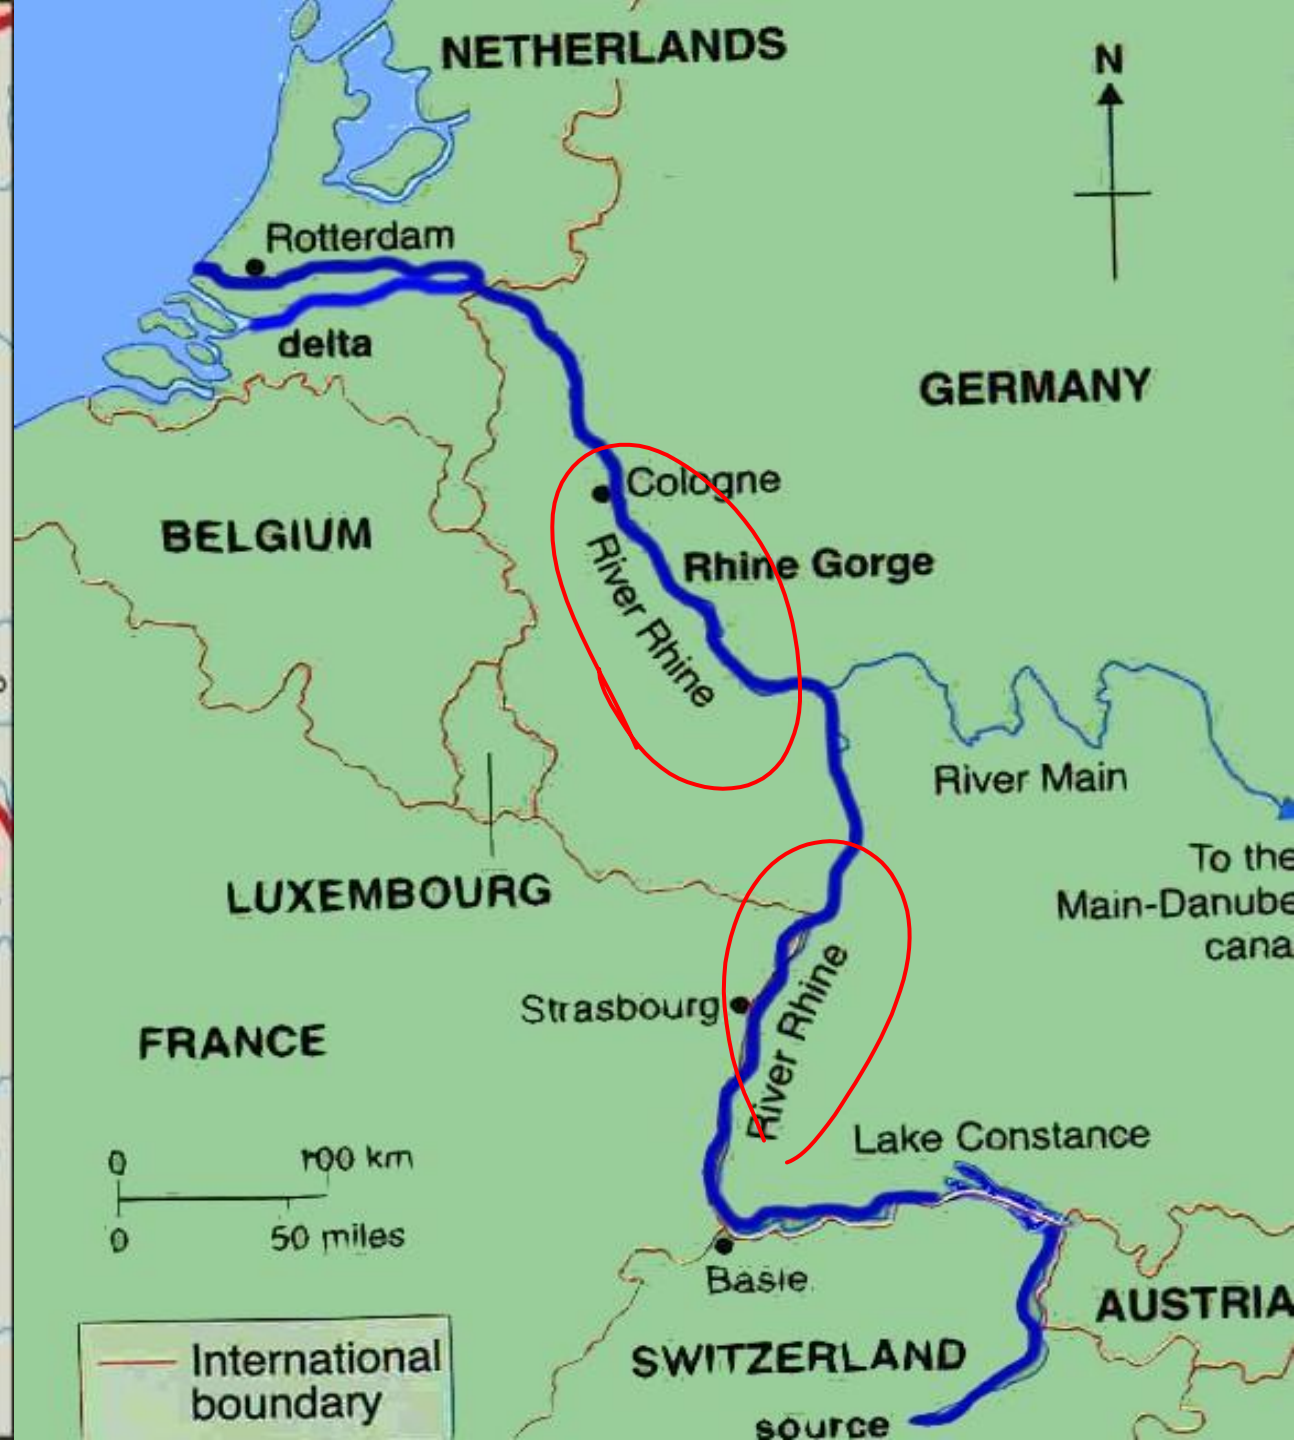 NETHERLANDS
N
Rotterdam
delta
GERMANY
Cologne
BELGIUM
Rhine Gorge
River Rhine
River Main
To the
Main-Danube
cana
LUXEMBOURG
River Rhine
Strasbourg
FRANCE
Lake Constance
0 100 km
0 50 miles
Basle
AUSTRIA
SWITZERLAND
International
boundary
source